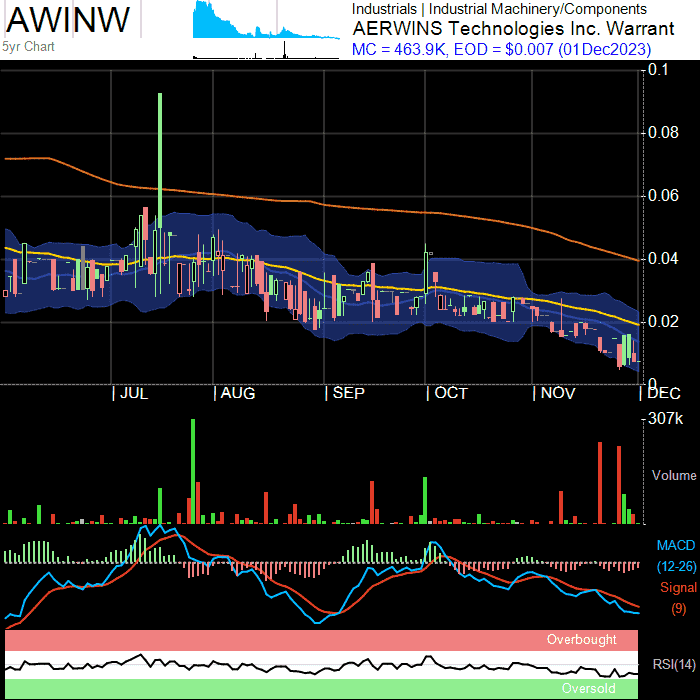 AWINW
5yr Chart
Industrials | Industrial Machinery/Components
AERWINS Technologies Inc. Warrant
MC = 463.9K, EOD = $0.007 (01Dec2023)
0.1
0.08
0.06
0.04
0.02
0
| JUL | AUG | SEP | OCT | NOV | DEC
307k
Volume
MACD
(12-26)
Signal
(9)
Overbought
RSI(14)
Oversold